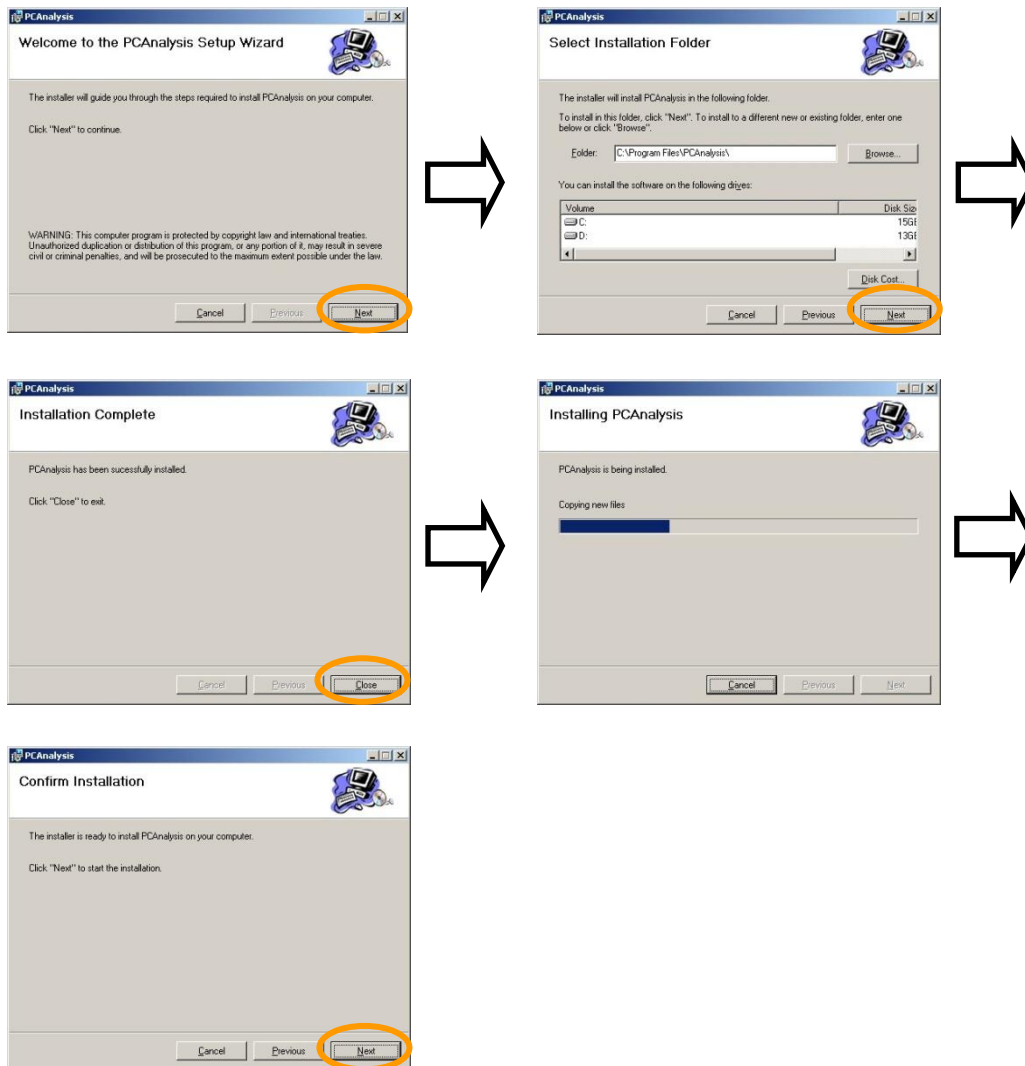 PCAnalysis
Welcome to the PCAnalysis Setup Wizard
The installer will guide you through the steps required to install PCAnalysis on your computer.
Click "Next" to continue.
WARNING: This computer program is protected by copyright law and international treaties.
Unauthorized duplication or distribution of this program, or any portion of it, may result in severe
civil or criminal penalties, and will be prosecuted to the maximum extent possible under the law.
Cancel Previous Next
PCAnalysis
Select Installation Folder
The installer will install PCAnalysis in the following folder.
To install in this folder, click "Next". To install to a different new or existing folder, enter one
below or click "Browse".
Folder: C:\Program Files\PCAnalysis\ Browse...
You can install the software on the following drives:
Volume Disk Siz
C: 15G
D: 13G
Disk Cost...
Cancel Previous Next
PCAnalysis
Installation Complete
PCAnalysis has been sucessfully installed.
Click "Close" to exit.
Cancel Previous Close
PCAnalysis
Installing PCAnalysis
PCAnalysis is being installed.
Copying new files
Cancel Previous Next
PCAnalysis
Confirm Installation
The installer is ready to install PCAnalysis on your computer.
Click "Next" to start the installation.
Cancel Previous Next